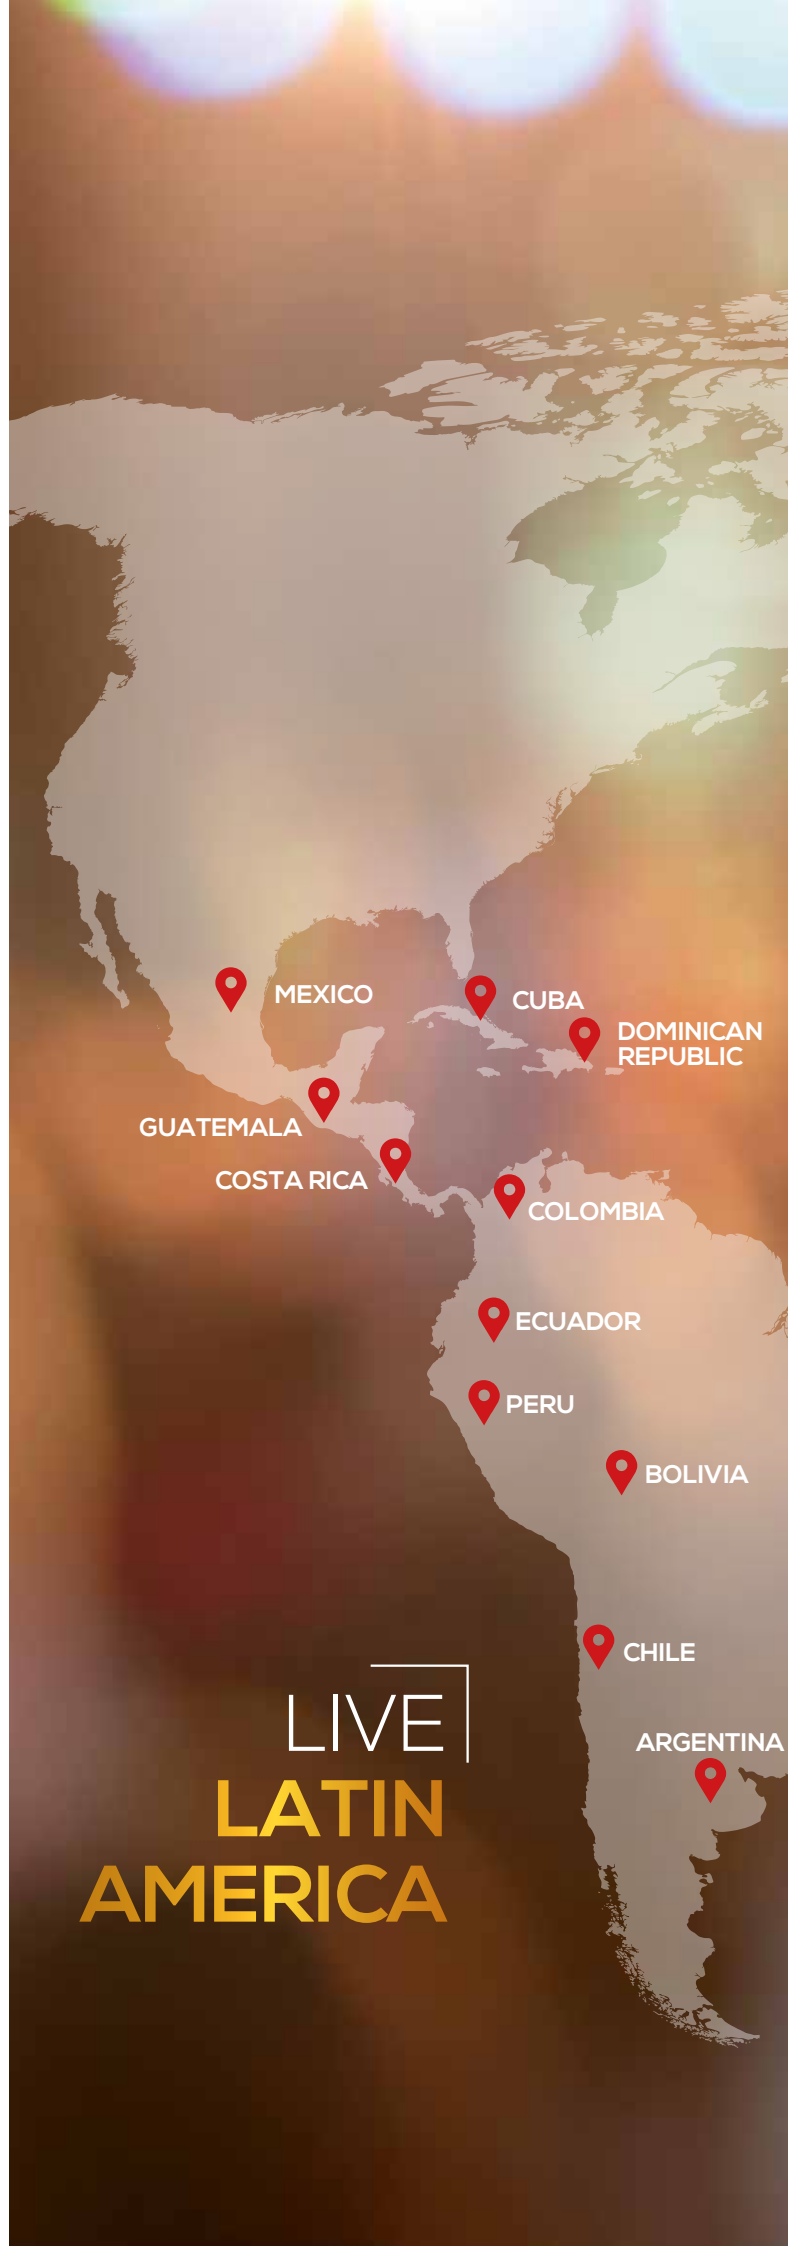 MEXICO
CUBA
DOMINICAN
REPUBLIC
GUATEMALA
COSTA RICA
COLOMBIA
ECUADOR
PERU
BOLIVIA
CHILE
ARGENTINA
LIVE
LATIN
AMERICA